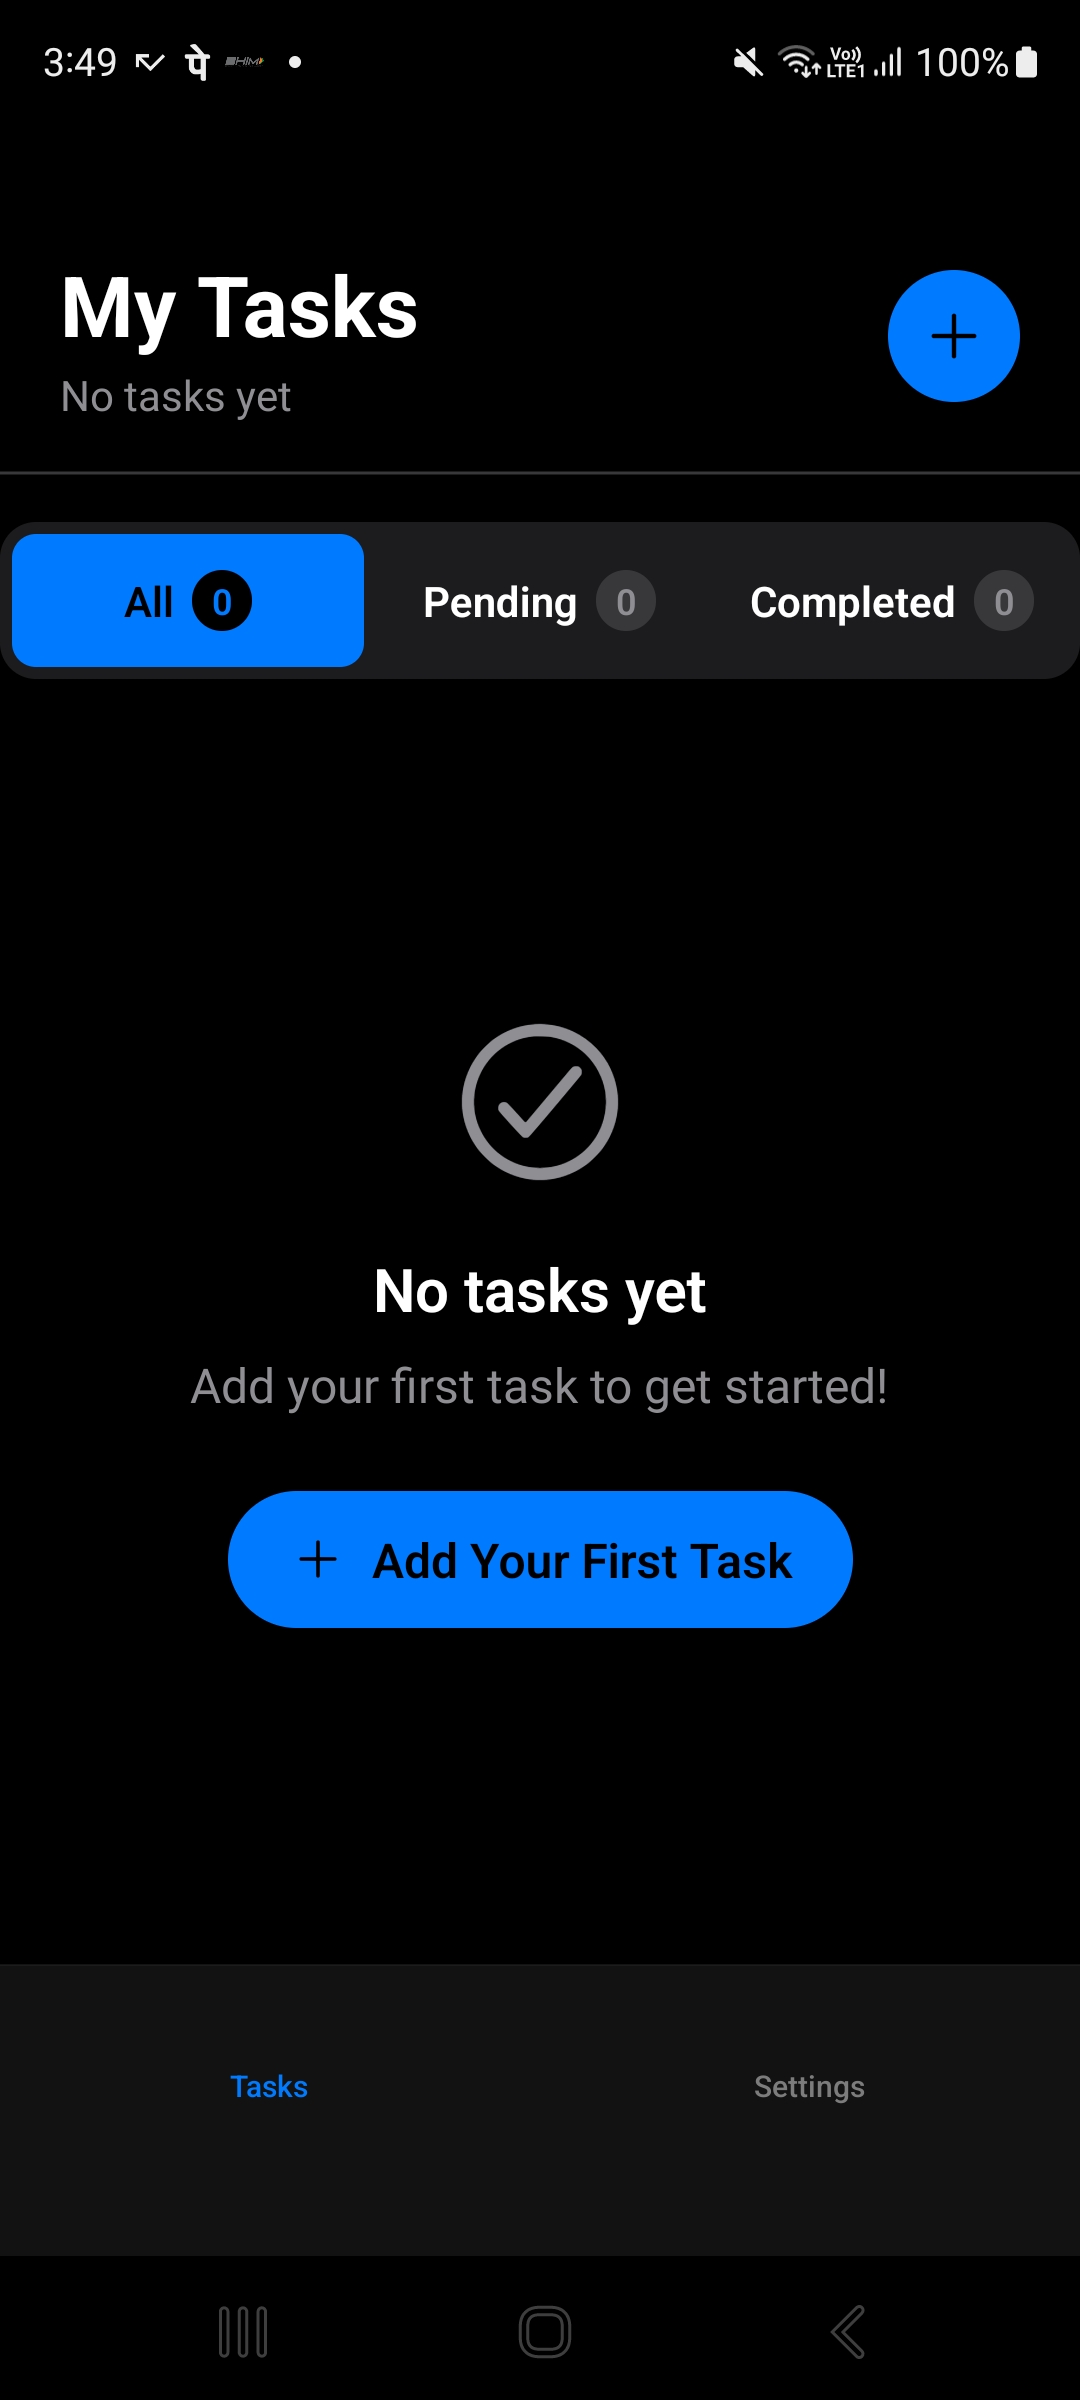 3:49 पे BHIM Vo)) LTE1 100%
My Tasks
No tasks yet
All 0 Pending 0 Completed 0
No tasks yet
Add your first task to get started!
Add Your First Task
Tasks Settings